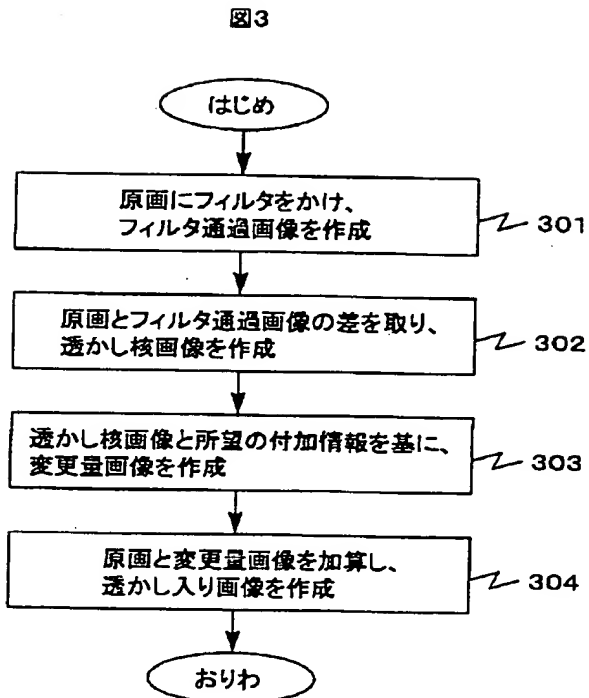 図3
はじめ
原画にフィルタをかけ、
フィルタ通過画像を作成
301
原画とフィルタ通過画像の差を取り、
透かし核画像を作成
302
透かし核画像と所望の付加情報を基に、
変更量画像を作成
303
原画と変更量画像を加算し、
透かし入り画像を作成
304
おりわ